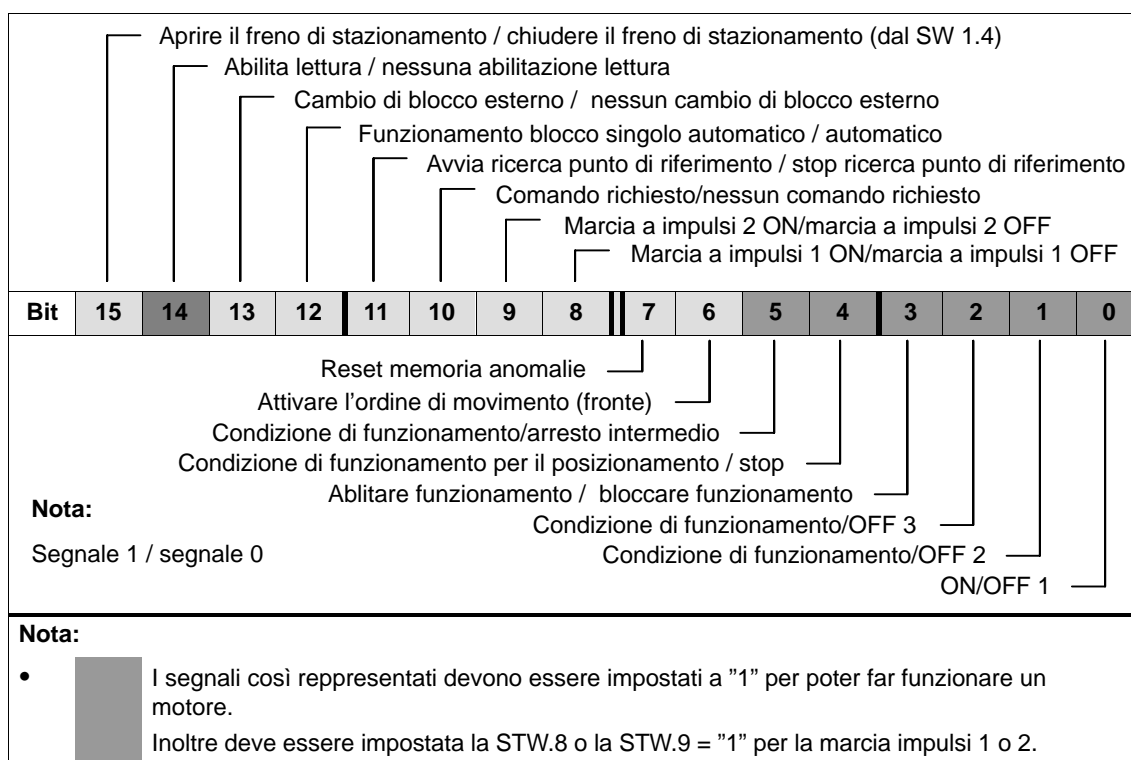 Aprire il freno di stazionamento / chiudere il freno di stazionamento (dal SW 1.4)
Abilita lettura / nessuna abilitazione lettura
Cambio di blocco esterno / nessun cambio di blocco esterno
Funzionamento blocco singolo automatico / automatico
Avvia ricerca punto di riferimento / stop ricerca punto di riferimento
Comando richiesto/nessun comando richiesto
Marcia a impulsi 2 ON/marcia a impulsi 2 OFF
Marcia a impulsi 1 ON/marcia a impulsi 1 OFF
Bit 15 14 13 12 11 10 9 8 7 6 5 4 3 2 1 0
Reset memoria anomalie
Attivare l'ordine di movimento (fronte)
Condizione di funzionamento/arresto intermedio
Condizione di funzionamento per il posizionamento / stop
Ablitare funzionamento / bloccare funzionamento
Nota:
Condizione di funzionamento/OFF 3
Segnale 1 / segnale 0
Condizione di funzionamento/OFF 2
ON/OFF 1
Nota:
• I segnali così reppresentati devono essere impostati a ”1” per poter far funzionare un
motore.
Inoltre deve essere impostata la STW.8 o la STW.9 = ”1” per la marcia impulsi 1 o 2.